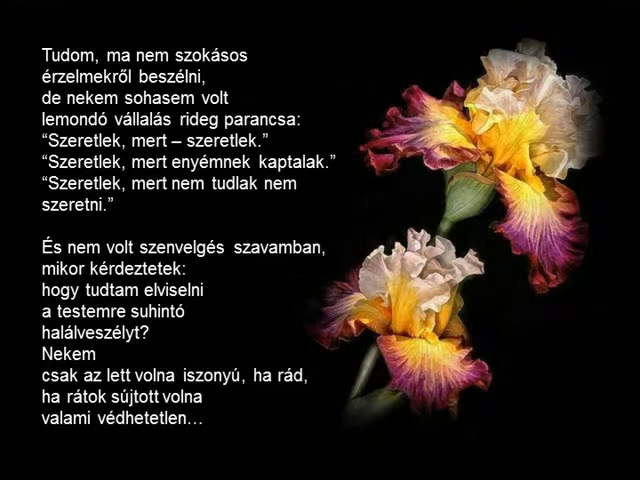 Tudom, ma nem szokásos
érzelmekről beszélni,
de nekem sohasem volt
lemondó vállalás rideg parancsa:
“Szeretlek, mert – szeretlek.”
“Szeretlek, mert enyémnek kaptalak.”
“Szeretlek, mert nem tudlak nem
szeretni.”

És nem volt szenvelgés szavamban,
mikor kérdeztetek:
hogy tudtam elviselni
a testemre suhintó
halálveszélyt?
Nekem
csak az lett volna iszonyú, ha rád,
ha rátok sújtott volna
valami védhetetlen…